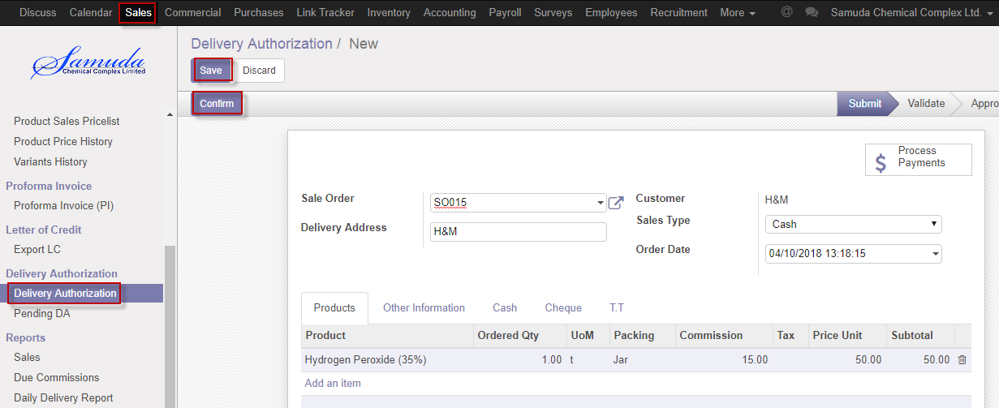 Discuss Calendar Sales Commercial Purchases Link Tracker Inventory Accounting Payroll Surveys Employees Recruitment More @ Samuda Chemical Complex Ltd.
Samuda
Chemical Complex Limited
Delivery Authorization / New
Save Discard
Confirm Submit Validate Appro
Product Sales Pricelist
Product Price History
Variants History
Proforma Invoice
Proforma Invoice (PI)
Letter of Credit
Export LC
Delivery Authorization
Delivery Authorization
Pending DA
Reports
Sales
Due Commissions
Daily Delivery Report
$ Process
Payments
Sale Order SO015
Delivery Address H&M
Customer H&M
Sales Type Cash
Order Date 04/10/2018 13:18:15
Products Other Information Cash Cheque T.T
Product Ordered Qty UoM Packing Commission Tax Price Unit Subtotal
Hydrogen Peroxide (35%) 1.00 t Jar 15.00 50.00 50.00
Add an item